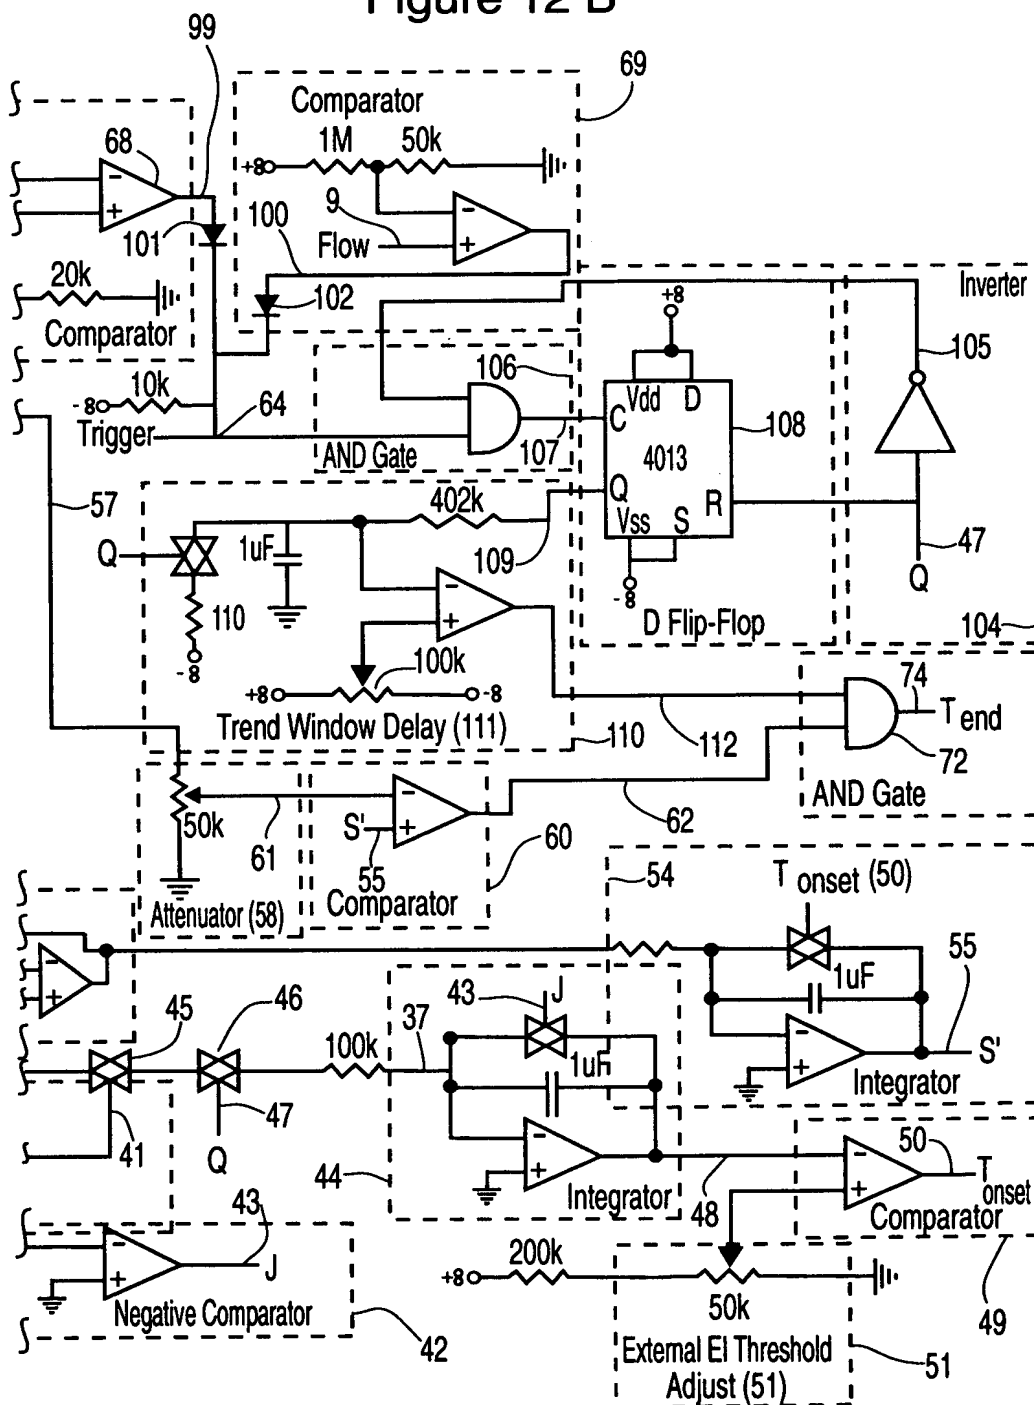 Figure 12 B
99
69
Comparator
68
1M
50k
+8
-
+
9
100
-
101
Flow
+
20k
102
+8
Inverter
Comparator
106
105
10k
Vdd
D
- 8
64
C
108
Trigger
4013
AND Gate
107
57
402k
Q
R
Vss
S
Q
1uF
109
47
-
- 8
Q
110
+
D Flip-Flop
104
-8
100k
74
+8
-8
T end
Trend Window Delay (111)
110
112
72
AND Gate
-
50k
S'
+
62
61
60
55
54
T onset (50)
Attenuator (58)
Comparator
-
+
46
43
J
1uF
55
45
37
100k
-
S'
1uF
+
Integrator
41
47
Q
-
50
44
+
-
T onset
43
Integrator
48
+
Comparator
-
J
200k
+
+8
50k
49
Negative Comparator
42
External EI Threshold
51
Adjust (51)